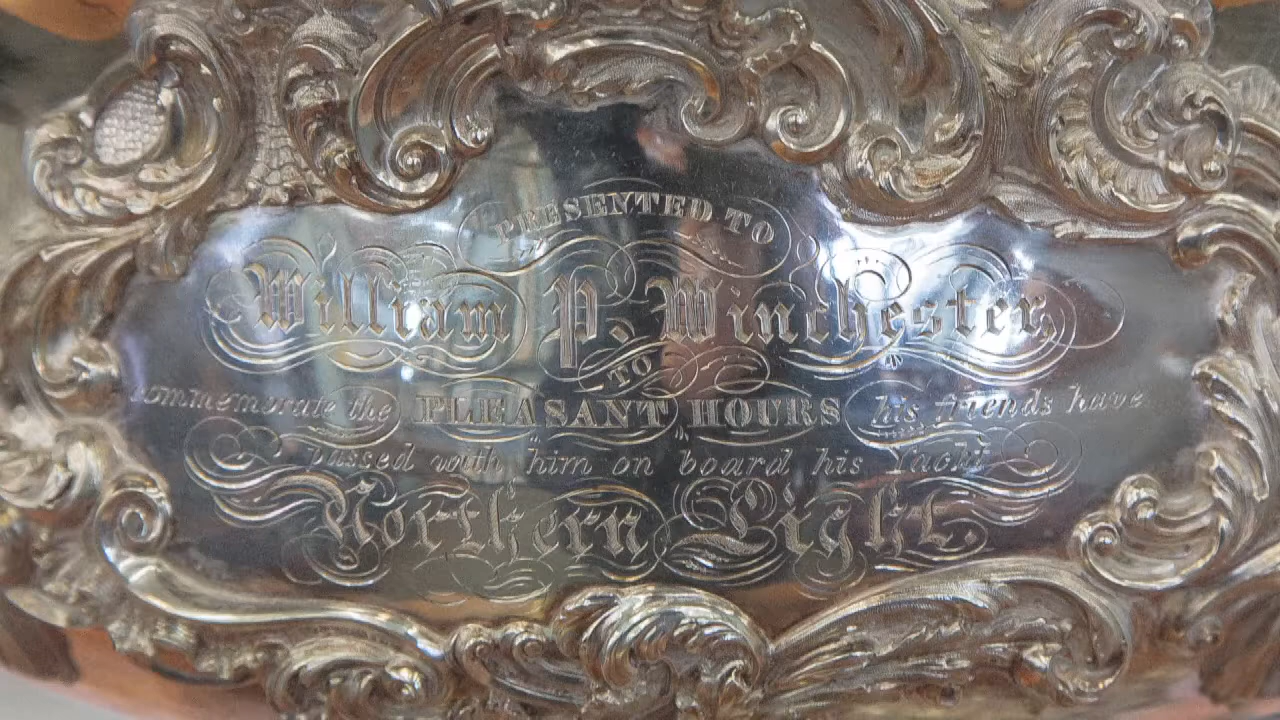 PRESENTED TO
William P. Winchester,
TO
commemorate the PLEASANT HOURS his friends have
passed with him on board his Yacht
Northern Light.